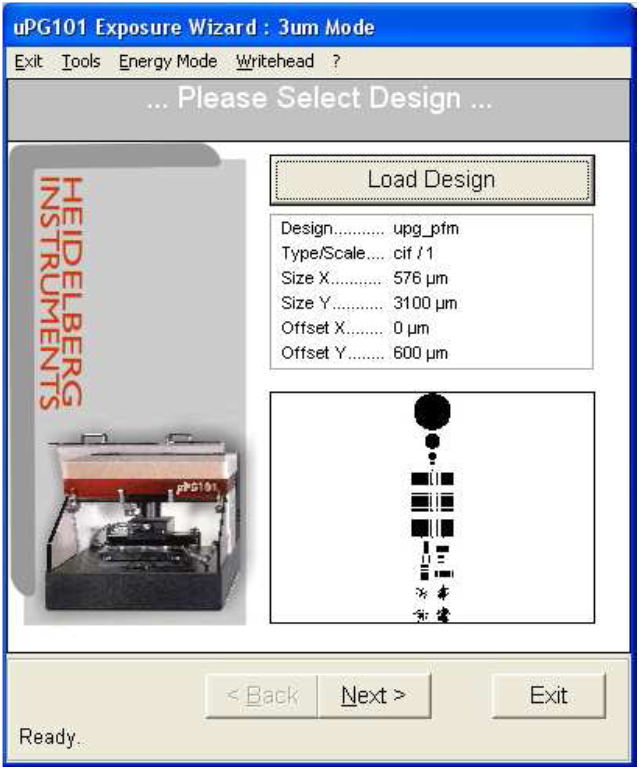 uPG101 Exposure Wizard : 3um Mode
Exit Tools Energy Mode Writehead ?
... Please Select Design ...
HEIDELBERG
INSTRUMENTS
µPG101
Load Design
Design........... upg_pfm
Type/Scale.... cif / 1
Size X........... 576 µm
Size Y........... 3100 µm
Offset X........ 0 µm
Offset Y........ 600 µm
< Back Next > Exit
Ready.